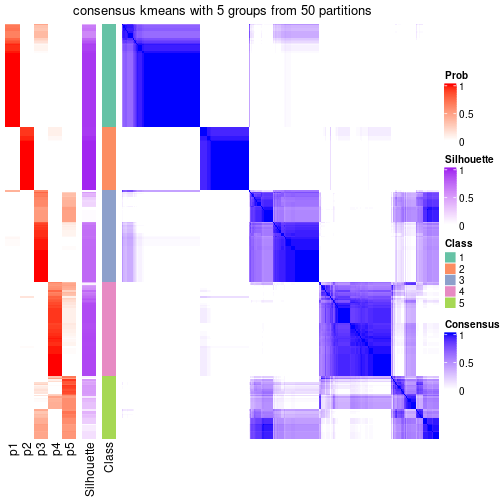 consensus kmeans with 5 groups from 50 partitions
Prob
1
0.5
0
Silhouette
1
0.5
0
Class
1
2
3
4
5
Consensus
1
0.5
0
p1
p2
p3
p4
p5
Silhouette
Class